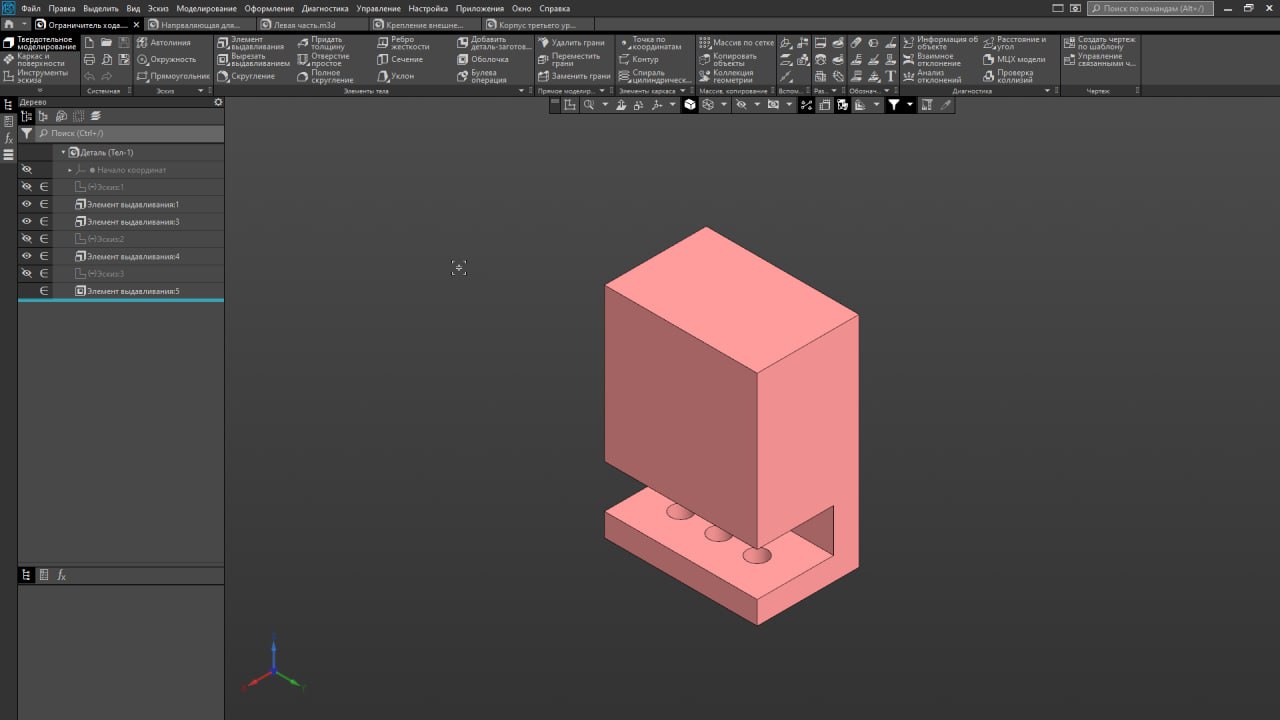 Файл Правка Выделить Вид Эскиз Моделирование Оформление Диагностика Управление Настройка Приложения Окно Справка
Поиск по командам (Alt+/)
Ограничитель хода....
Направляющая для...
Левая часть.m3d
Крепление внешне...
Корпус третьего ур...
Твердотельное моделирование
Каркас и поверхности
Инструменты эскиза
Системная
Автолиния
Окружность
Прямоугольник
Эскиз
Элемент выдавливания
Вырезать выдавливанием
Скругление
Придать толщину
Отверстие простое
Полное скругление
Ребро жесткости
Сечение
Уклон
Добавить деталь-заготов...
Оболочка
Булева операция
Элементы тела
Удалить грани
Переместить грани
Заменить грани
Прямое моделир...
Точка по координатам
Контур
Спираль цилиндрическ...
Элементы каркаса
Массив по сетке
Копировать объекты
Коллекция геометрии
Массив, копирование
Вспом...
Раз...
Обознач...
Информация об объекте
Взаимное отклонение
Анализ отклонений
Расстояние и угол
МЦХ модели
Проверка коллизий
Диагностика
Создать чертеж по шаблону
Управление связанными ч...
Чертеж
Дерево
Поиск (Ctrl+/)
Деталь (Тел-1)
Начало координат
(-)Эскиз:1
Элемент выдавливания:1
Элемент выдавливания:3
(-)Эскиз:2
Элемент выдавливания:4
(-)Эскиз:3
Элемент выдавливания:5